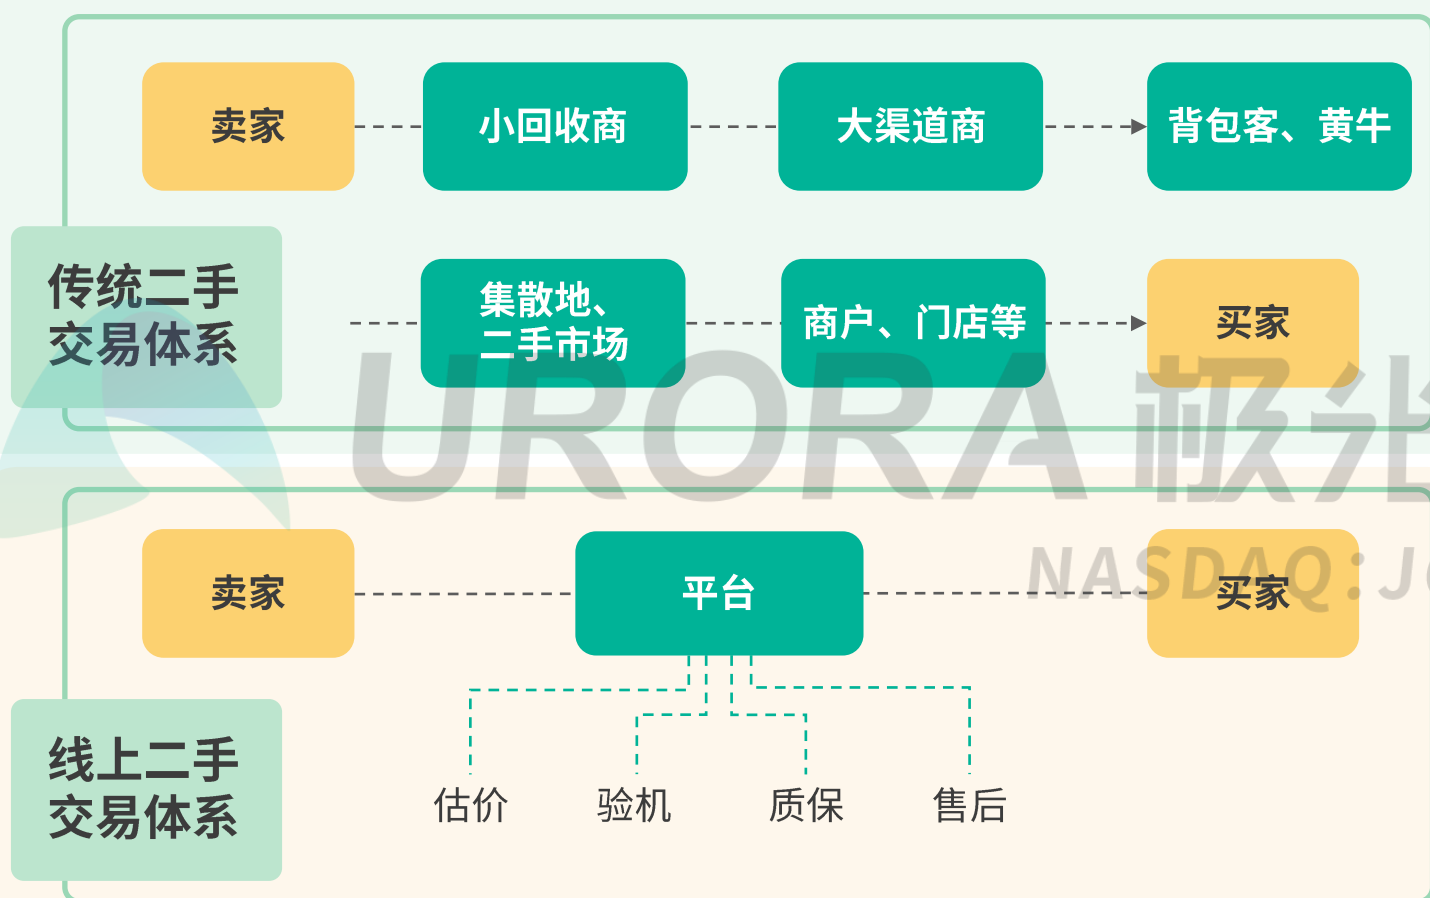 卖家
小回收商
大渠道商
背包客、黄牛
传统二手
交易体系
集散地、
二手市场
商户、门店等
买家
URORA 极光
NASDAQ:J
卖家
平台
买家
线上二手
交易体系
估价
验机
质保
售后